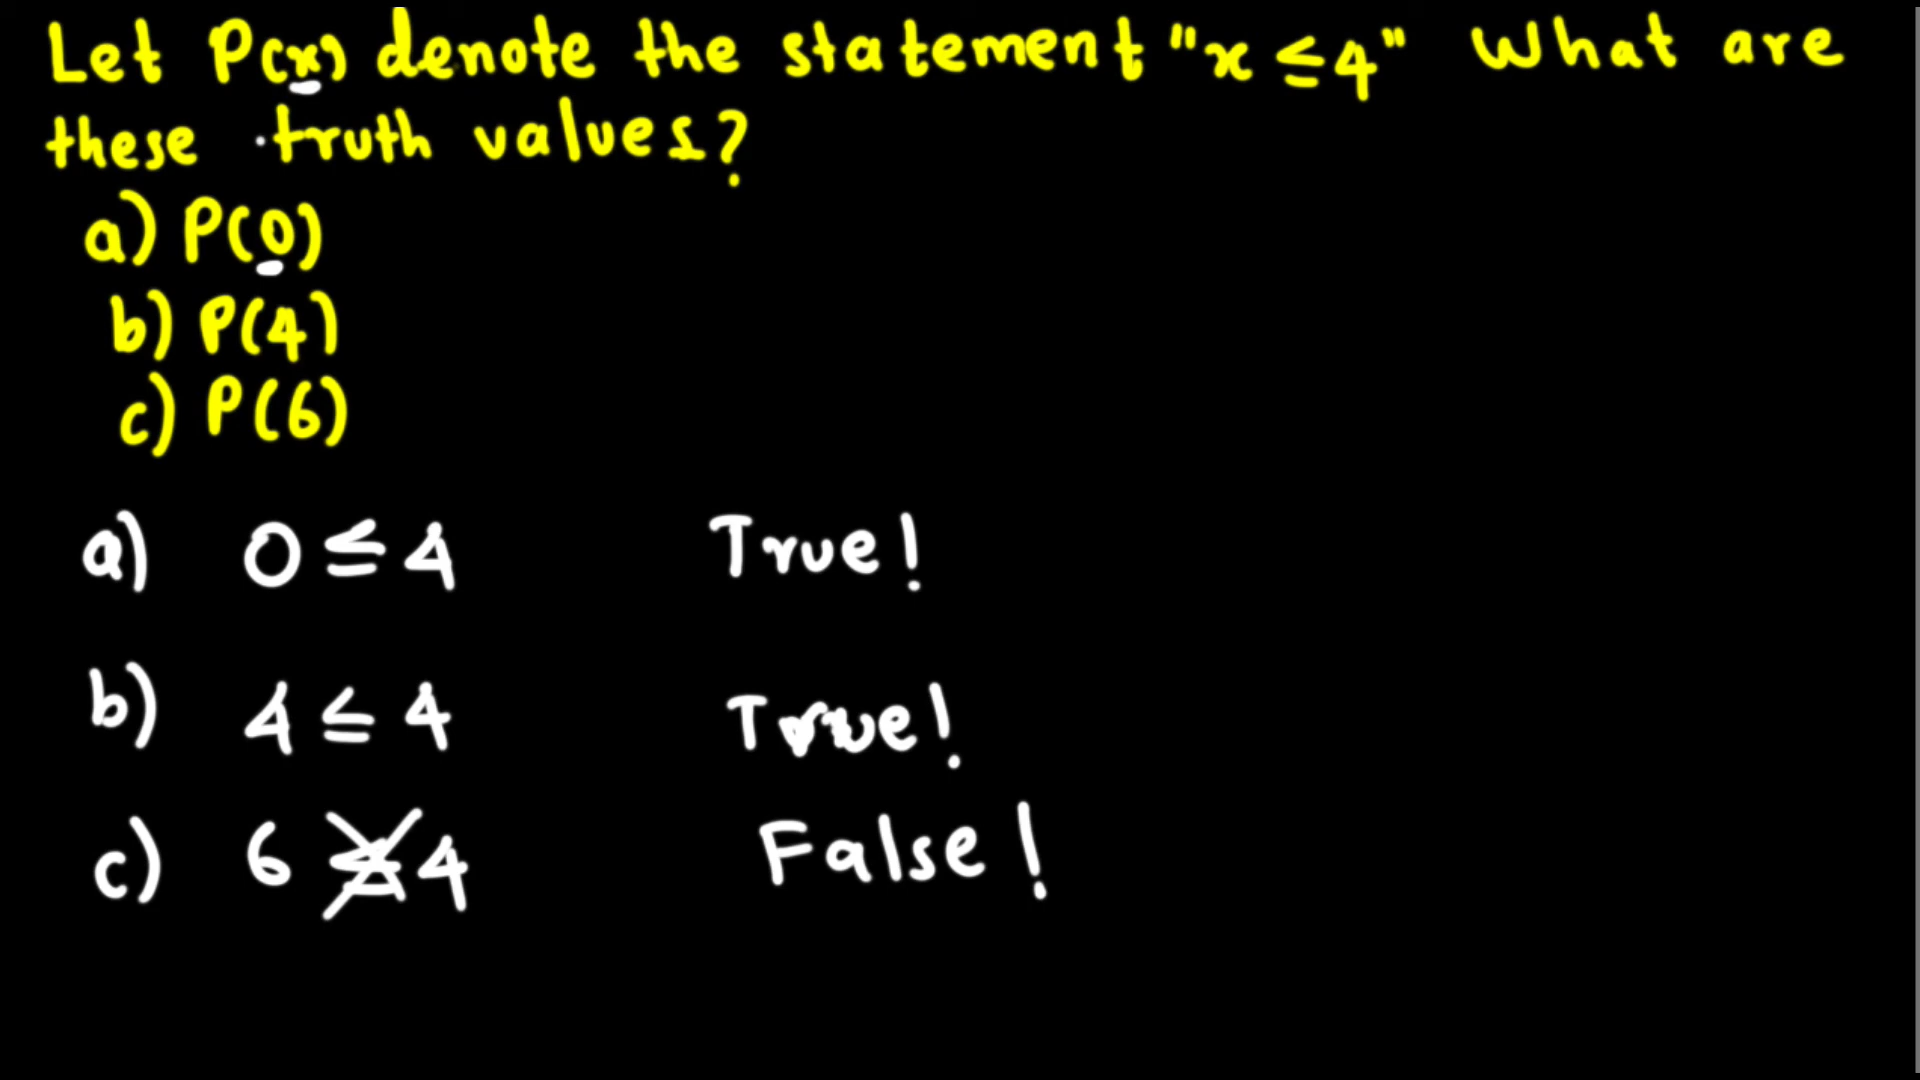 Let P(x) denote the statement "x ≤ 4" What are
these truth values?
a) P(0)
b) P(4)
c) P(6)
a) 0 ≤ 4 True!
b) 4 ≤ 4 True!
c) 6 ≰ 4 False!